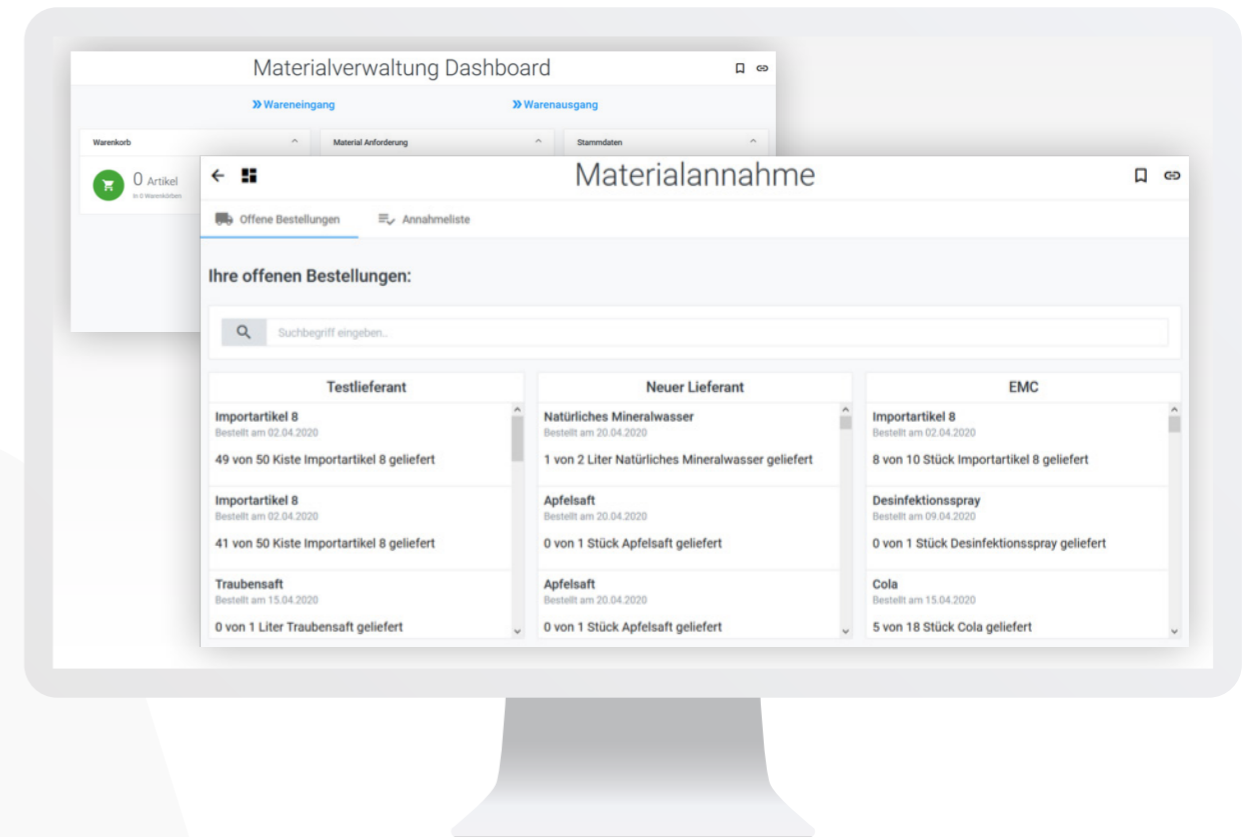 Materialverwaltung Dashboard
Wareneingang
Warenausgang
Warenkorb
Material Anforderung
Stammdaten
0 Artikel
In 0 Warenkörben
Materialannahme
Offene Bestellungen
Annahmeliste
Ihre offenen Bestellungen:
Suchbegriff eingeben..
Testlieferant
Importartikel 8
Bestellt am 02.04.2020
49 von 50 Kiste Importartikel 8 geliefert
Importartikel 8
Bestellt am 02.04.2020
41 von 50 Kiste Importartikel 8 geliefert
Traubensaft
Bestellt am 15.04.2020
0 von 1 Liter Traubensaft geliefert
Neuer Lieferant
Natürliches Mineralwasser
Bestellt am 20.04.2020
1 von 2 Liter Natürliches Mineralwasser geliefert
Apfelsaft
Bestellt am 20.04.2020
0 von 1 Stück Apfelsaft geliefert
Apfelsaft
Bestellt am 20.04.2020
0 von 1 Stück Apfelsaft geliefert
EMC
Importartikel 8
Bestellt am 02.04.2020
8 von 10 Stück Importartikel 8 geliefert
Desinfektionsspray
Bestellt am 09.04.2020
0 von 1 Stück Desinfektionsspray geliefert
Cola
Bestellt am 15.04.2020
5 von 18 Stück Cola geliefert